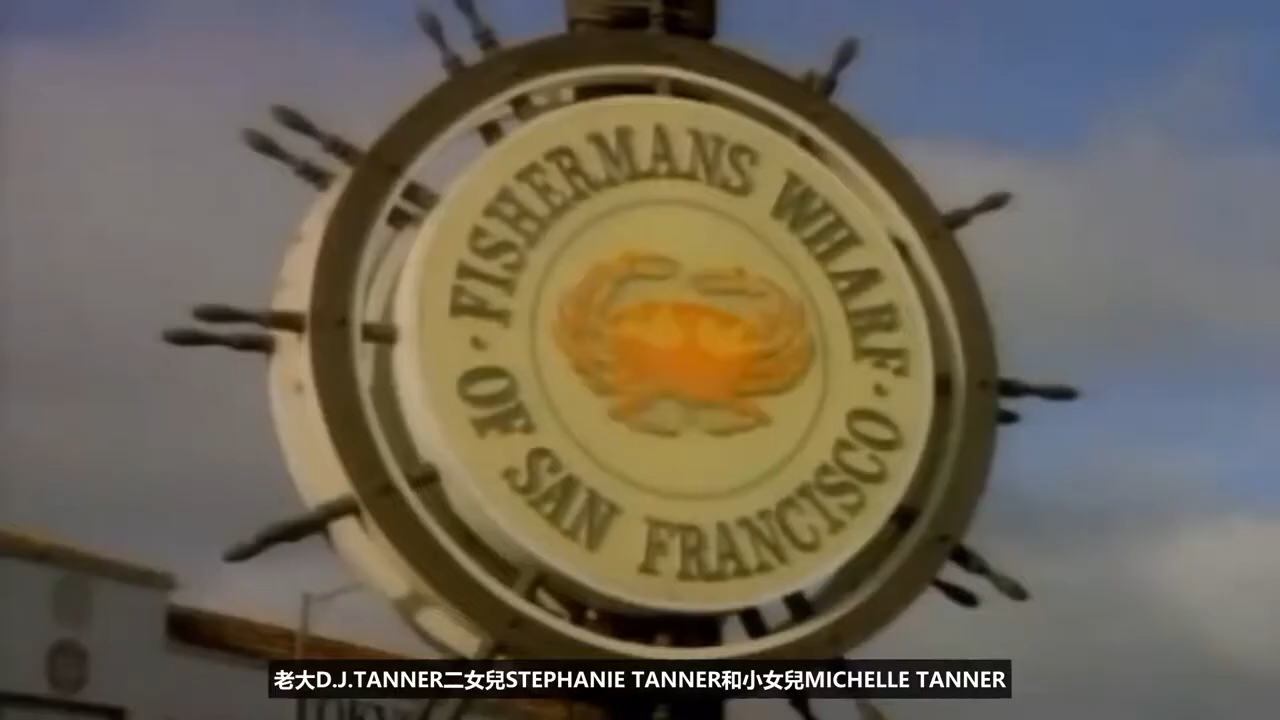 FISHERMANS WHARF
OF SAN FRANCISCO
老大D.J.TANNER二女兒STEPHANIE TANNER和小女兒MICHELLE TANNER